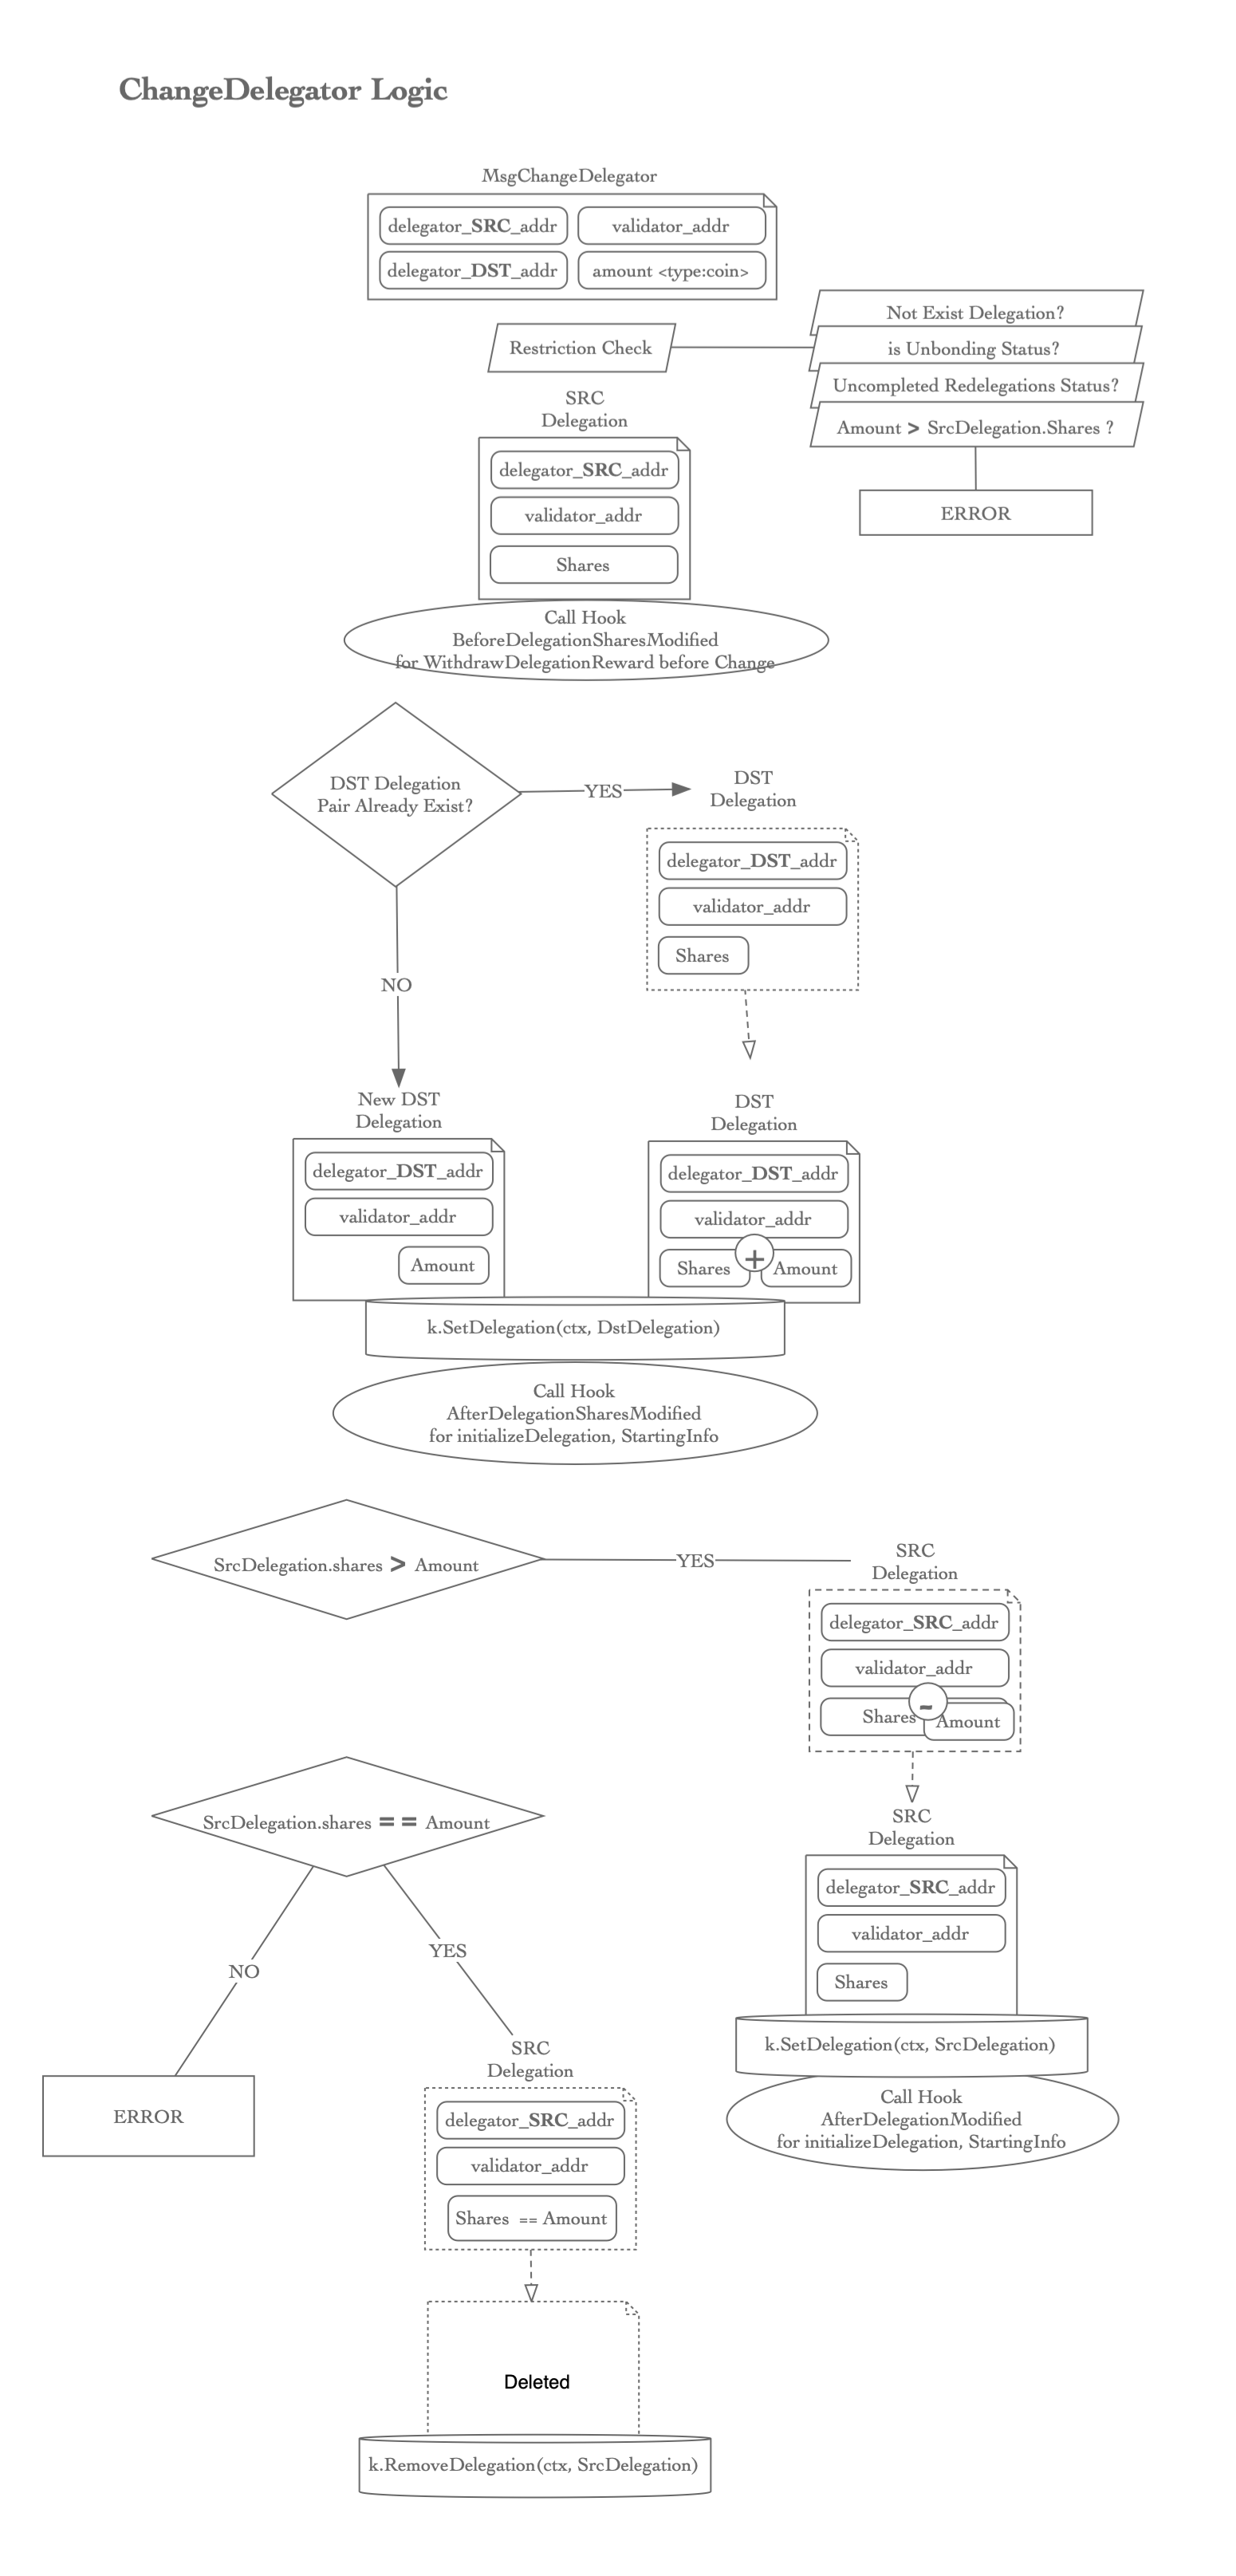 ChangeDelegator Logic
MsgChangeDelegator
delegator_SRC_addr
validator_addr
delegator_DST_addr
amount <type:coin>
Not Exist Delegation?
Restriction Check
is Unbonding Status?
Uncompleted Redelegations Status?
Amount > SrcDelegation.Shares ?
ERROR
SRC
Delegation
delegator_SRC_addr
validator_addr
Shares
Call Hook
BeforeDelegationSharesModified
for WithdrawDelegationReward before Change
DST Delegation
Pair Already Exist?
YES
DST
Delegation
delegator_DST_addr
validator_addr
Shares
NO
New DST
Delegation
delegator_DST_addr
validator_addr
Amount
DST
Delegation
delegator_DST_addr
validator_addr
Shares + Amount
k.SetDelegation(ctx, DstDelegation)
Call Hook
AfterDelegationSharesModified
for initializeDelegation, StartingInfo
SrcDelegation.shares > Amount
YES
SRC
Delegation
delegator_SRC_addr
validator_addr
Shares - Amount
SRC
Delegation
delegator_SRC_addr
validator_addr
Shares
k.SetDelegation(ctx, SrcDelegation)
Call Hook
AfterDelegationModified
for initializeDelegation, StartingInfo
SrcDelegation.shares == Amount
NO
YES
ERROR
SRC
Delegation
delegator_SRC_addr
validator_addr
Shares == Amount
Deleted
k.RemoveDelegation(ctx, SrcDelegation)